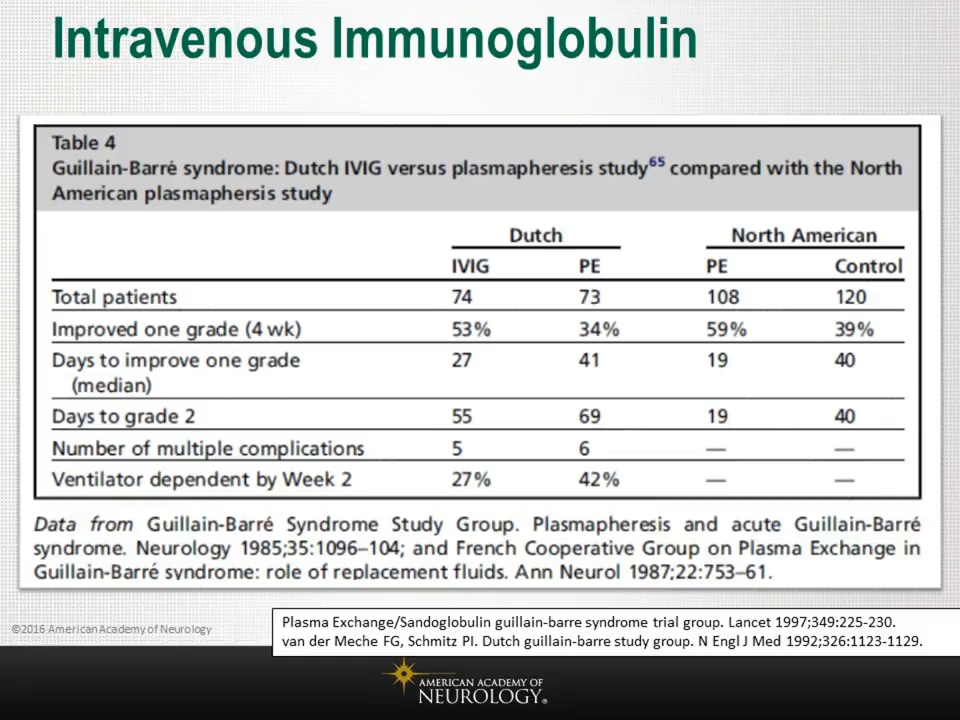 Intravenous Immunoglobulin
Table 4
Guillain-Barré syndrome: Dutch IVIG versus plasmapheresis study65 compared with the North
American plasmaphersis study
Dutch North American
IVIG PE PE Control
Total patients 74 73 108 120
Improved one grade (4 wk) 53% 34% 59% 39%
Days to improve one grade 27 41 19 40
(median)
Days to grade 2 55 69 19 40
Number of multiple complications 5 6 — —
Ventilator dependent by Week 2 27% 42% — —
Data from Guillain-Barré Syndrome Study Group. Plasmapheresis and acute Guillain-Barré
syndrome. Neurology 1985;35:1096–104; and French Cooperative Group on Plasma Exchange in
Guillain-Barré syndrome: role of replacement fluids. Ann Neurol 1987;22:753–61.
©2016 American Academy of Neurology
Plasma Exchange/Sandoglobulin guillain-barre syndrome trial group. Lancet 1997;349:225-230.
van der Meche FG, Schmitz PI. Dutch guillain-barre study group. N Engl J Med 1992;326:1123-1129.
AMERICAN ACADEMY OF
NEUROLOGY®